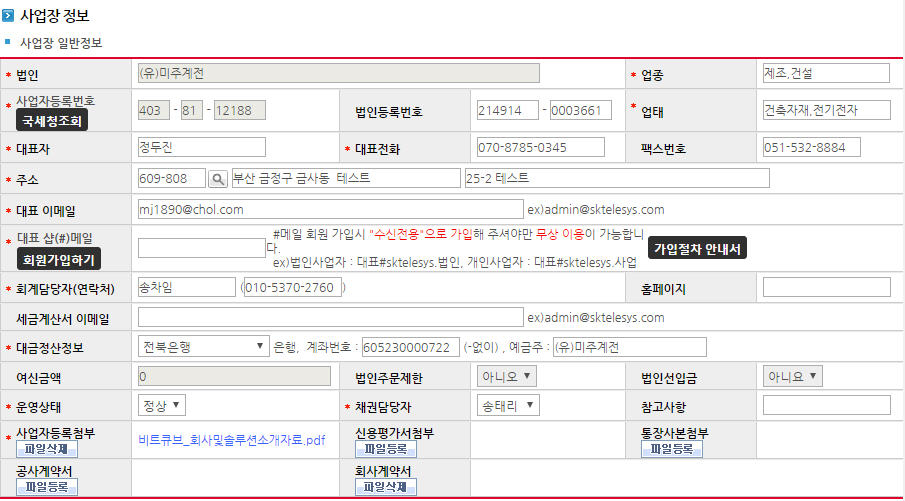 사업장 정보
사업장 일반정보
* 법인 (유)미주계전 * 업종 제조,건설
* 사업자등록번호 국세청조회 403 - 81 - 12188 법인등록번호 214914 - 0003661 * 업태 건축자재,전기전자
* 대표자 정두진 * 대표전화 070-8785-0345 팩스번호 051-532-8884
* 주소 609-808 부산 금정구 금사동 테스트 25-2 테스트
* 대표 이메일 mj1890@chol.com ex)admin@sktelesys.com
* 대표 샵(#)메일 회원가입하기 #메일 회원 가입시 "수신전용"으로 가입해 주셔야만 무상 이용이 가능합니
다.
ex)법인사업자 : 대표#sktelesys.법인, 개인사업자 : 대표#sktelesys.사업 가입절차 안내서
* 회계담당자(연락처) 송차임 (010-5370-2760) 홈페이지
세금계산서 이메일 ex)admin@sktelesys.com
* 대금정산정보 전북은행 ▼ 은행, 계좌번호 : 605230000722 (-없이) , 예금주 : (유)미주계전
여신금액 0 법인주문제한 아니오 ▼ 법인선입금 아니요 ▼
* 운영상태 정상 ▼ * 채권담당자 송태리 ▼ 참고사항
* 사업자등록첨부 비트큐브_회사및솔루션소개자료.pdf 신용평가서첨부 통장사본첨부
파일삭제 파일등록 파일등록
공사계약서 회사계약서
파일등록 파일삭제